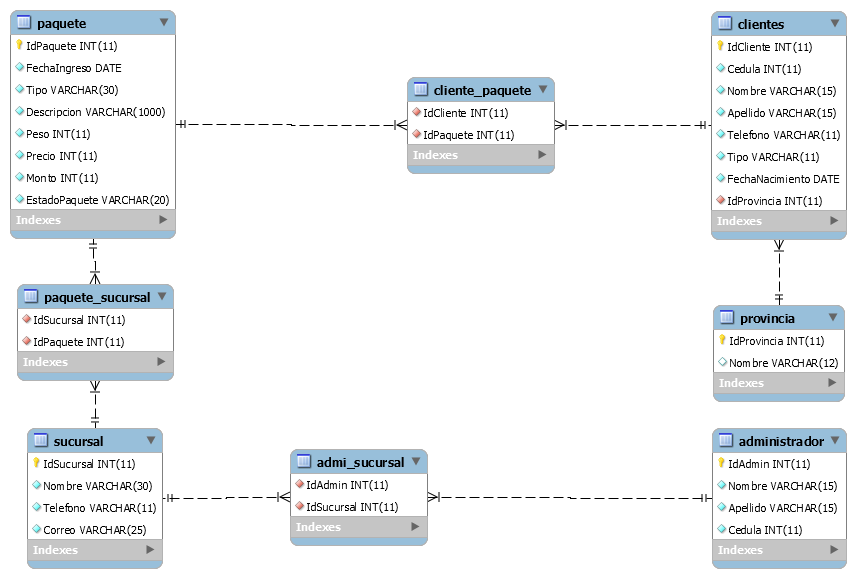 paquete
IdPaquete INT(11)
FechaIngreso DATE
Tipo VARCHAR(30)
Descripcion VARCHAR(1000)
Peso INT(11)
Precio INT(11)
Monto INT(11)
EstadoPaquete VARCHAR(20)
Indexes
cliente_paquete
IdCliente INT(11)
IdPaquete INT(11)
Indexes
clientes
IdCliente INT(11)
Cedula INT(11)
Nombre VARCHAR(15)
Apellido VARCHAR(15)
Telefono VARCHAR(11)
Tipo VARCHAR(11)
FechaNacimiento DATE
IdProvincia INT(11)
Indexes
paquete_sucursal
IdSucursal INT(11)
IdPaquete INT(11)
Indexes
provincia
IdProvincia INT(11)
Nombre VARCHAR(12)
Indexes
sucursal
IdSucursal INT(11)
Nombre VARCHAR(30)
Telefono VARCHAR(11)
Correo VARCHAR(25)
Indexes
admi_sucursal
IdAdmin INT(11)
IdSucursal INT(11)
Indexes
administrador
IdAdmin INT(11)
Nombre VARCHAR(15)
Apellido VARCHAR(15)
Cedula INT(11)
Indexes